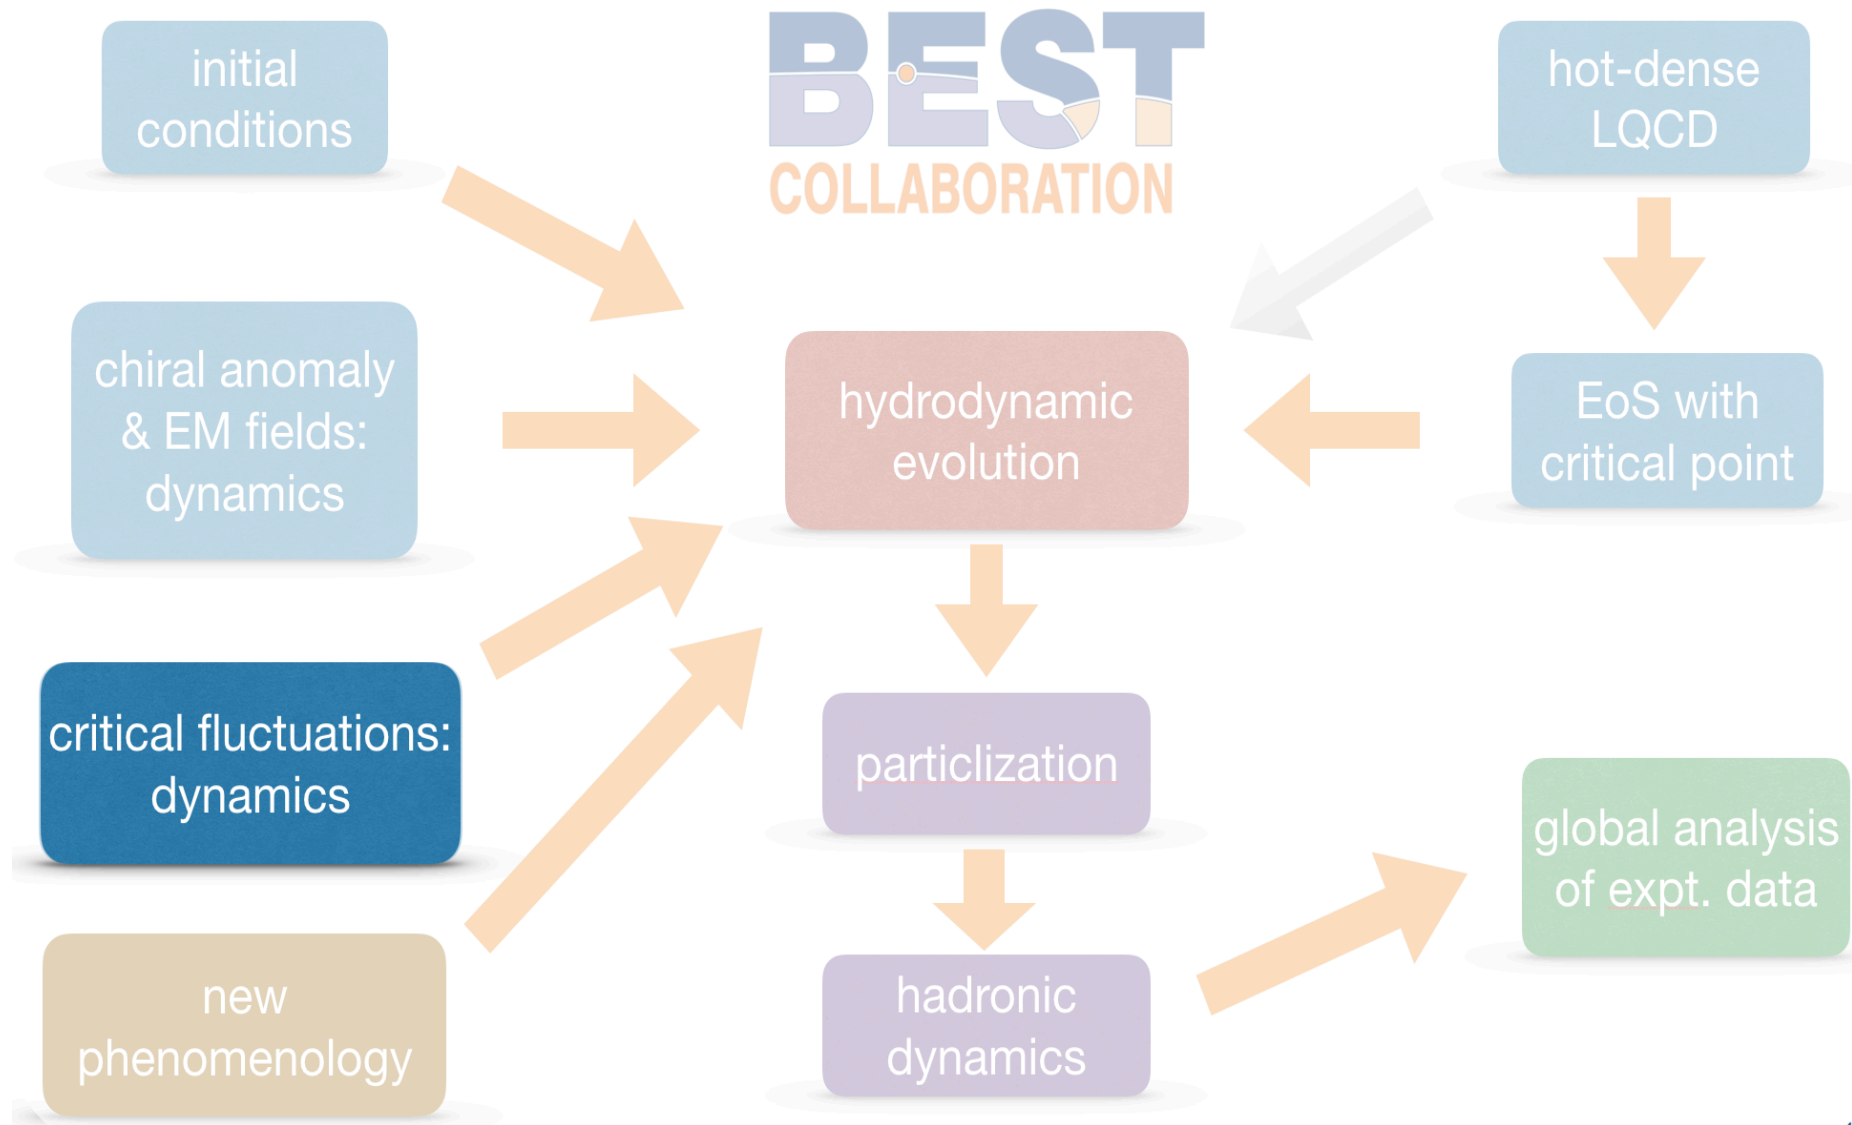 BEST
COLLABORATION
initial
conditions
hot-dense
LQCD
chiral anomaly
& EM fields:
dynamics
hydrodynamic
evolution
EoS with
critical point
critical fluctuations:
dynamics
particlization
global analysis
of expt. data
new
phenomenology
hadronic
dynamics